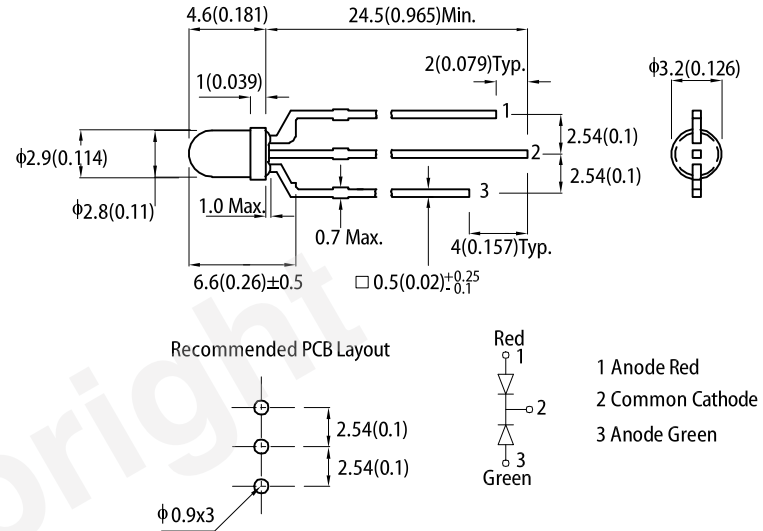 4.6(0.181) 24.5(0.965)Min.
2(0.079)Typ.
ϕ3.2(0.126)
1(0.039)
1
2.54(0.1)
ϕ2.9(0.114)
2
2.54(0.1)
3
ϕ2.8(0.11)
1.0 Max.
0.7 Max.
4(0.157)Typ.
6.6(0.26)±0.5
□ 0.5(0.02)+0.25
-0.1
Recommended PCB Layout
2.54(0.1)
2.54(0.1)
ϕ0.9x3
Red
1
2
3
Green
1 Anode Red
2 Common Cathode
3 Anode Green
bright